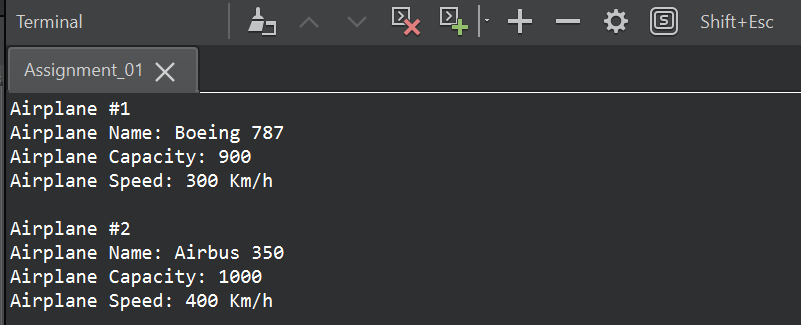 Terminal
Shift+Esc
Assignment_01
Airplane #1
Airplane Name: Boeing 787
Airplane Capacity: 900
Airplane Speed: 300 Km/h
Airplane #2
Airplane Name: Airbus 350
Airplane Capacity: 1000
Airplane Speed: 400 Km/h